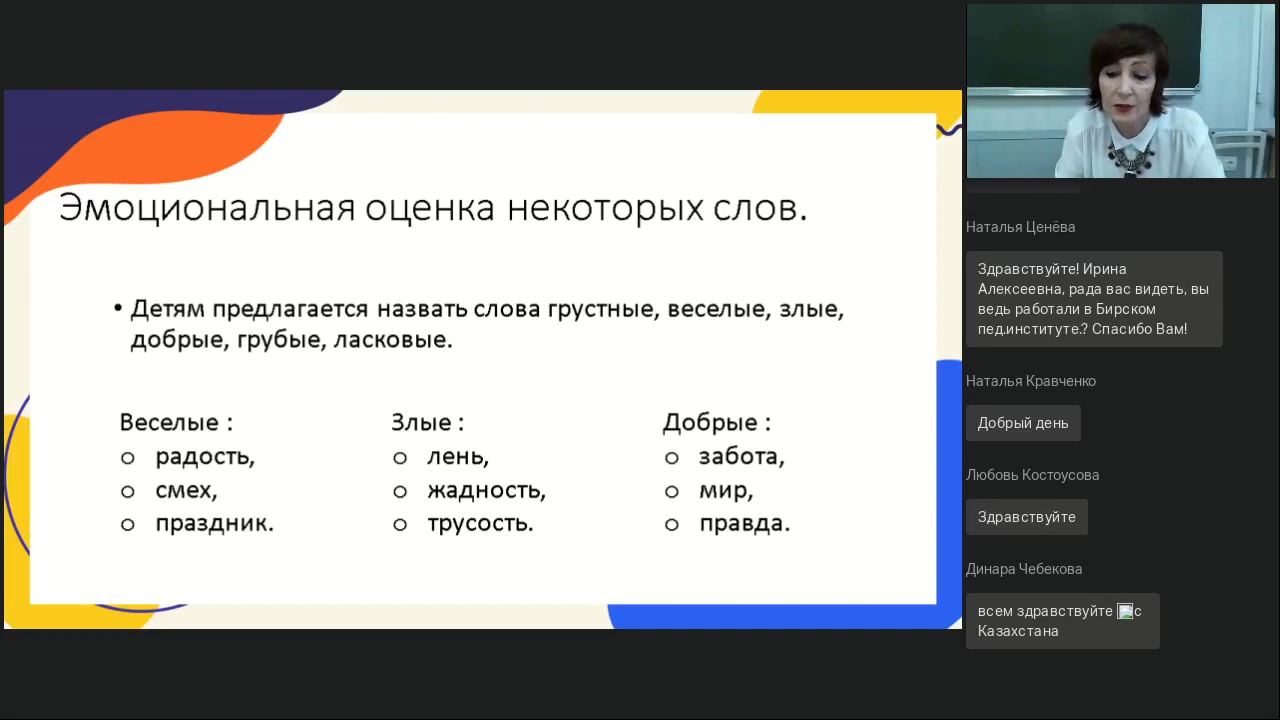 Эмоциональная оценка некоторых слов.
• Детям предлагается назвать слова грустные, веселые, злые,
добрые, грубые, ласковые.
Веселые :
o радость,
o смех,
o праздник.
Злые :
o лень,
o жадность,
o трусость.
Добрые :
o забота,
o мир,
o правда.
Наталья Ценёва
Здравствуйте! Ирина
Алексеевна, рада вас видеть, вы
ведь работали в Бирском
пед.институте.? Спасибо Вам!
Наталья Кравченко
Добрый день
Любовь Костоусова
Здравствуйте
Динара Чебекова
всем здравствуйте с
Казахстана